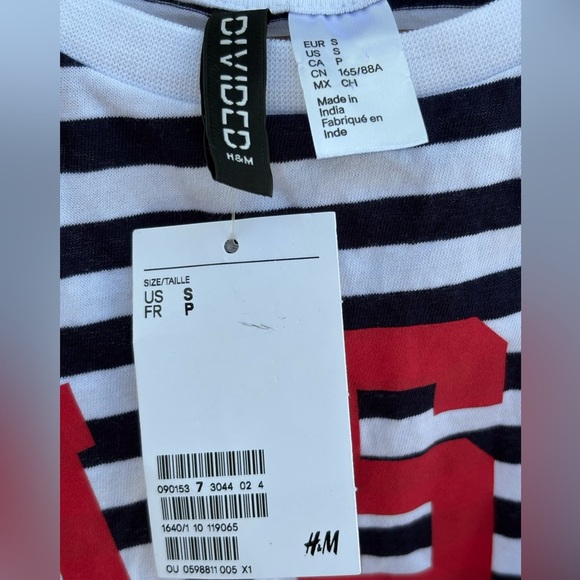 DIVIDED
H&M
EUR S
US S
CA P
CN 165/88A
MX CH
Made in
India
Fabriqué en
Inde
SIZE/TAILLE
US S
FR P
090153 7 3044 02 4
1640/1 10 119065
OU 0598811 005 X1
H&M